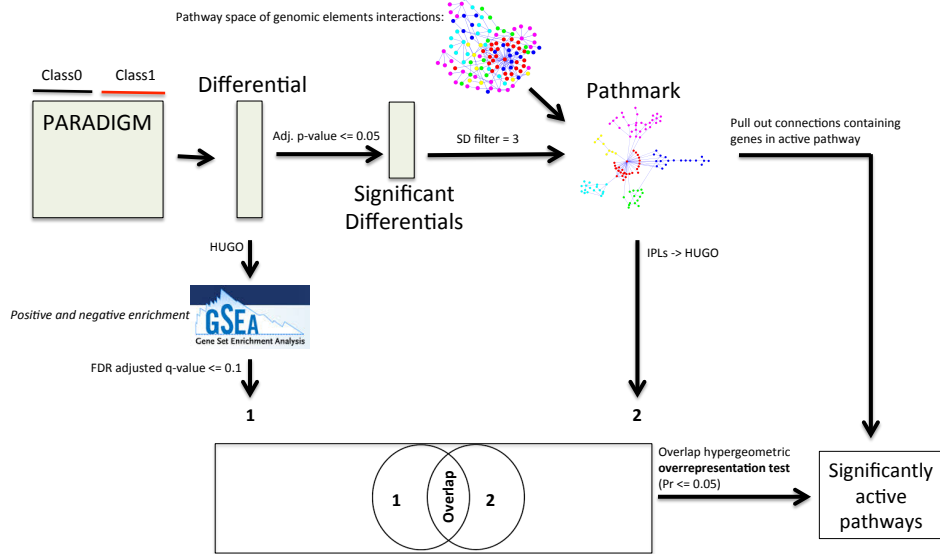 Pathway space of genomic elements interactions:
Class0
Class1
Differential
Pathmark
PARADIGM
Adj. p-value <= 0.05
SD filter = 3
Pull out connections containing
genes in active pathway
Significant
Differentials
HUGO
IPLs -> HUGO
Positive and negative enrichment
GSEA
Gene Set Enrichment Analysis
FDR adjusted q-value <= 0.1
1
2
Overlap hypergeometric
overrepresentation test
(Pr <= 0.05)
1
Overlap
2
Significantly
active
pathways